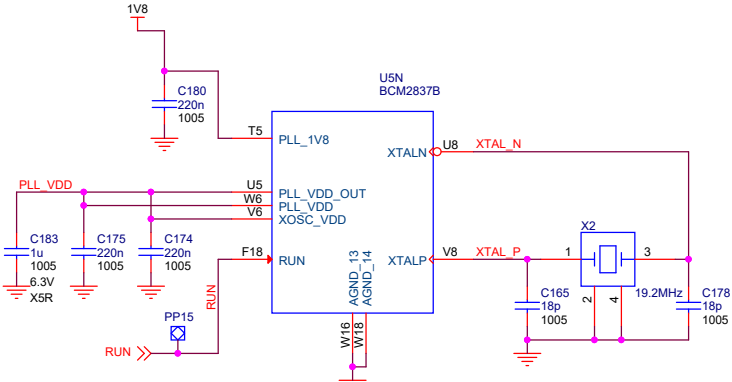 1V8
U5N
BCM2837B
C180
220n
1005
T5
PLL_1V8
XTALN
U8
XTAL_N
PLL_VDD
U5
PLL_VDD_OUT
W6
PLL_VDD
V6
XOSC_VDD
C183
1u
1005
6.3V
X5R
C175
220n
1005
C174
220n
1005
F18
RUN
XTALP
V8
XTAL_P
X2
1
3
2
4
19.2MHz
AGND_13
AGND_14
W16
W18
C165
18p
1005
C178
18p
1005
RUN
PP15
RUN